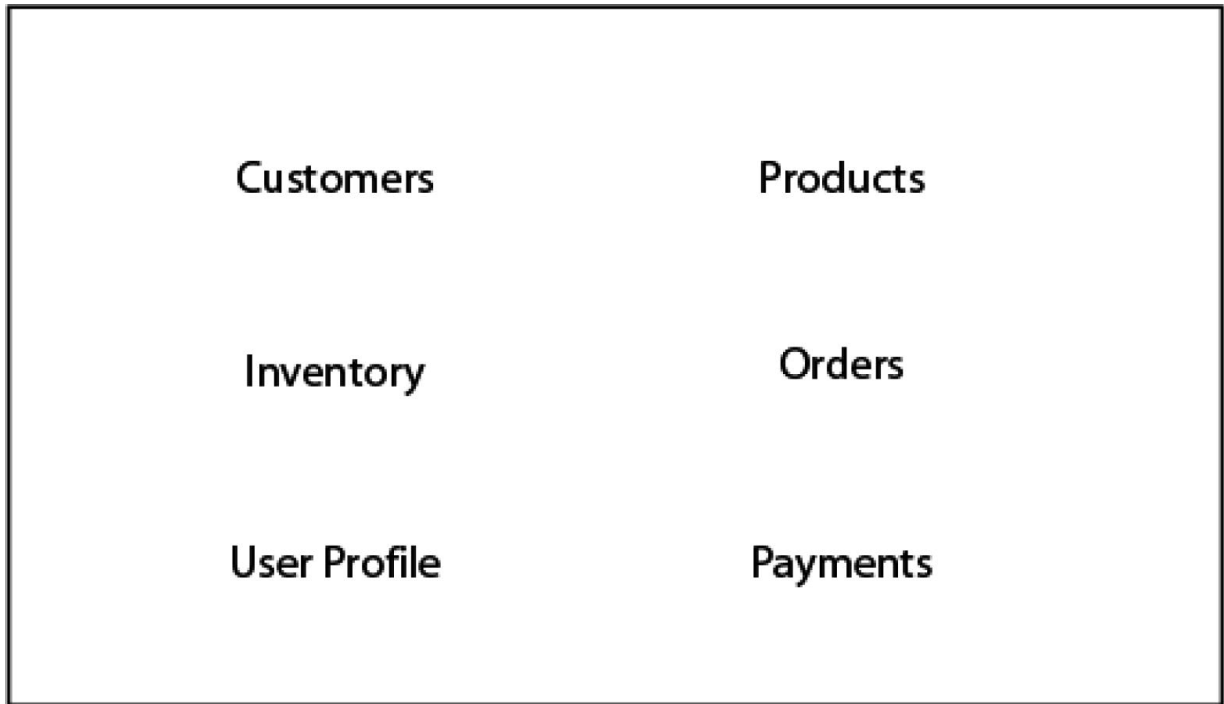 Customers
Products
Inventory
Orders
User Profile
Payments